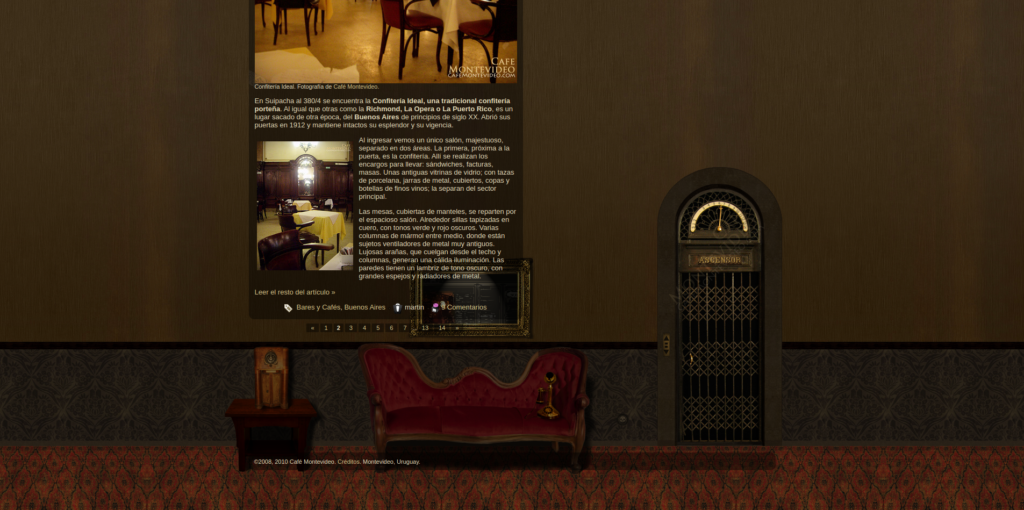 CAFE
MONTEVIDEO
CAFEMONTEVIDEO.COM
Confitería Ideal. Fotografía de Café Montevideo.
En Suipacha al 380/4 se encuentra la Confitería Ideal, una tradicional confitería
porteña. Al igual que otras como la Richmond, La Opera o La Puerto Rico, es un
lugar sacado de otra época, del Buenos Aires de principios de siglo XX. Abrió sus
puertas en 1912 y mantiene intactos su esplendor y su vigencia.
Al ingresar vemos un único salón, majestuoso,
separado en dos áreas. La primera, próxima a la
puerta, es la confitería. Allí se realizan los
encargos para llevar: sándwiches, facturas,
masas. Unas antiguas vitrinas de vidrio; con tazas
de porcelana, jarras de metal, cubiertos, copas y
botellas de finos vinos; la separan del sector
principal.
Las mesas, cubiertas de manteles, se reparten por
el espacioso salón. Alrededor sillas tapizadas en
cuero, con tonos verde y rojo oscuros. Varias
columnas de mármol entre medio, donde están
sujetos ventiladores de metal muy antiguos.
Lujosas arañas, que cuelgan desde el techo y
columnas, generan una cálida iluminación. Las
paredes tienen un lambriz de tono oscuro, con
grandes espejos y radiadores de metal.
Leer el resto del artículo »
Bares y Cafés, Buenos Aires martin 9 Comentarios
« 1 2 3 4 5 6 7 ... 13 14 »
©2008, 2010 Café Montevideo. Créditos. Montevideo, Uruguay.